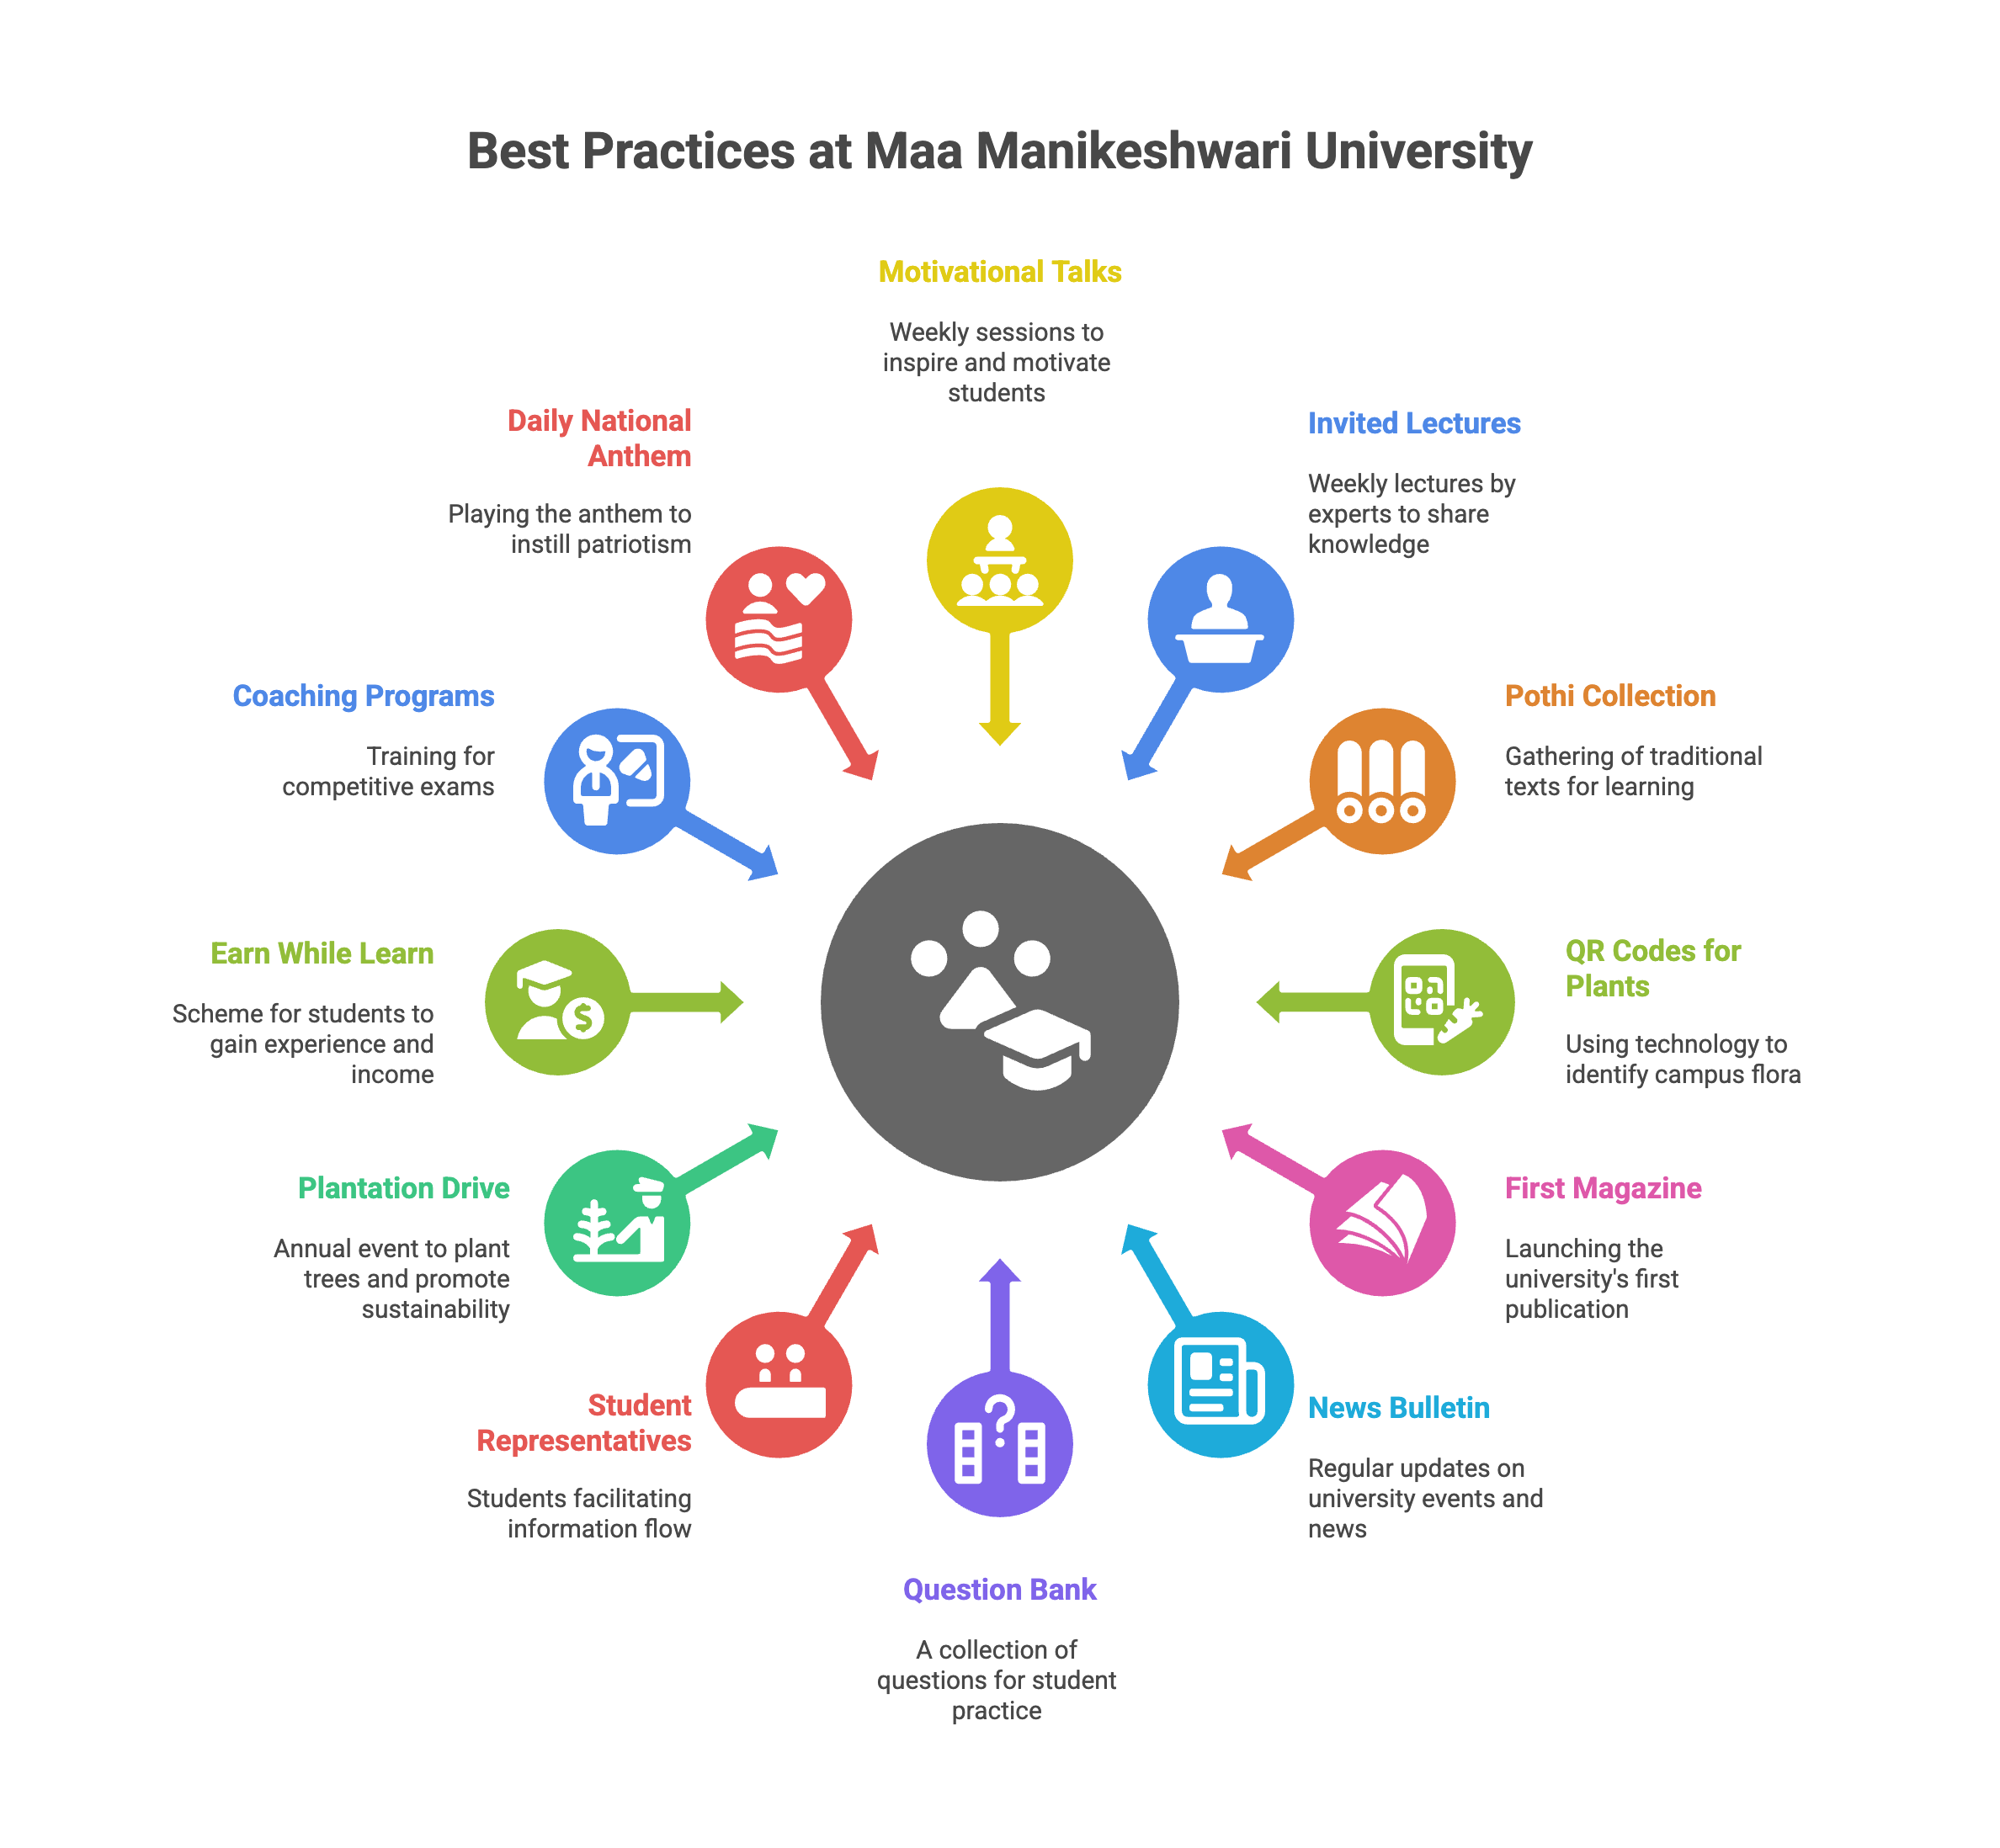 Best Practices at Maa Manikeshwari University
Motivational Talks
Weekly sessions to
inspire and motivate
students
Invited Lectures
Weekly lectures by
experts to share
knowledge
Pothi Collection
Gathering of traditional
texts for learning
QR Codes for
Plants
Using technology to
identify campus flora
First Magazine
Launching the
university's first
publication
News Bulletin
Regular updates on
university events and
news
Question Bank
A collection of
questions for student
practice
Student
Representatives
Students facilitating
information flow
Plantation Drive
Annual event to plant
trees and promote
sustainability
Earn While Learn
Scheme for students to
gain experience and
income
Coaching Programs
Training for
competitive exams
Daily National
Anthem
Playing the anthem to
instill patriotism